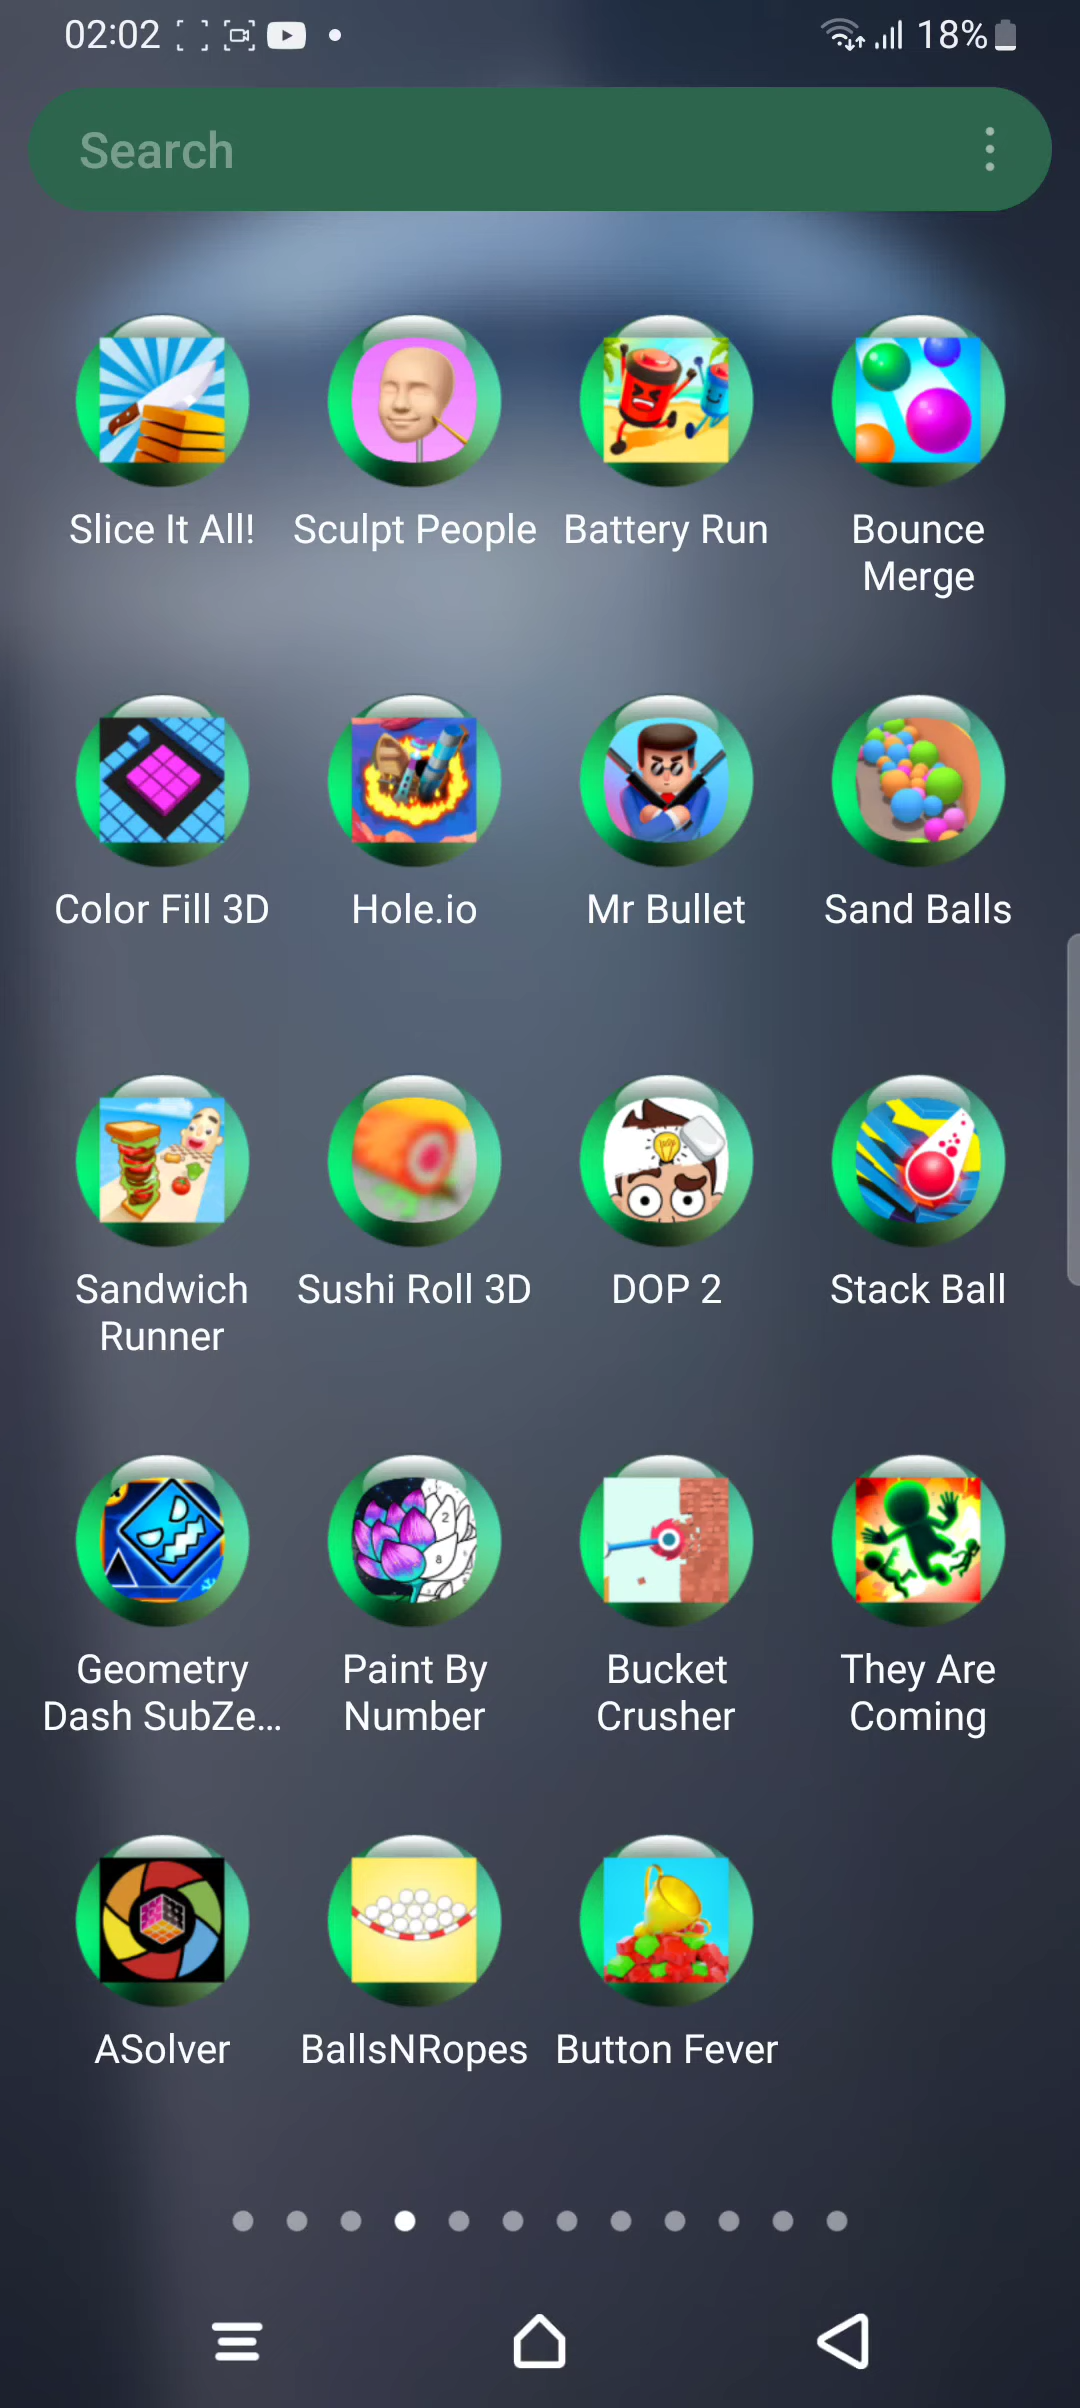 02:02
18%
Search
Slice It All!
Sculpt People
Battery Run
Bounce
Merge
Color Fill 3D
Hole.io
Mr Bullet
Sand Balls
Sandwich
Runner
Sushi Roll 3D
DOP 2
Stack Ball
Geometry
Dash SubZe...
2
8
Paint By
Number
Bucket
Crusher
They Are
Coming
ASolver
BallsNRopes
Button Fever